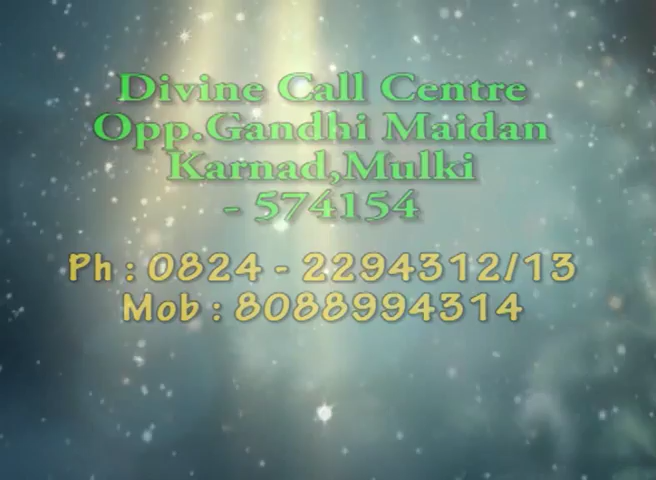 Divine Call Centre
Opp.Gandhi Maidan
Karnad,Mulki
- 574154
Ph : 0824 - 2294312/13
Mob : 8088994314